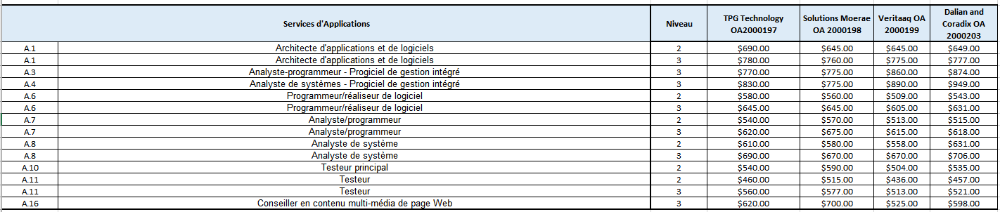 Services d'Applications Niveau TPG Technology OA2000197 Solutions Moerae OA 2000198 Veritaaq OA 2000199 Dalian and Coradix OA 2000203
A.1 Architecte d'applications et de logiciels 2 $690.00 $645.00 $645.00 $649.00
A.1 Architecte d'applications et de logiciels 3 $780.00 $760.00 $775.00 $777.00
A.3 Analyste-programmeur - Progiciel de gestion intégré 3 $770.00 $775.00 $860.00 $874.00
A.4 Analyste de systèmes - Progiciel de gestion intégré 3 $830.00 $775.00 $890.00 $949.00
A.6 Programmeur/réaliseur de logiciel 2 $580.00 $560.00 $509.00 $543.00
A.6 Programmeur/réaliseur de logiciel 3 $645.00 $645.00 $605.00 $631.00
A.7 Analyste/programmeur 2 $540.00 $570.00 $513.00 $515.00
A.7 Analyste/programmeur 3 $620.00 $675.00 $615.00 $618.00
A.8 Analyste de système 2 $610.00 $580.00 $558.00 $631.00
A.8 Analyste de système 3 $690.00 $670.00 $670.00 $706.00
A.10 Testeur principal 2 $540.00 $590.00 $504.00 $535.00
A.11 Testeur 2 $460.00 $515.00 $436.00 $457.00
A.11 Testeur 3 $560.00 $577.00 $513.00 $521.00
A.16 Conseiller en contenu multi-média de page Web 3 $620.00 $700.00 $525.00 $598.00